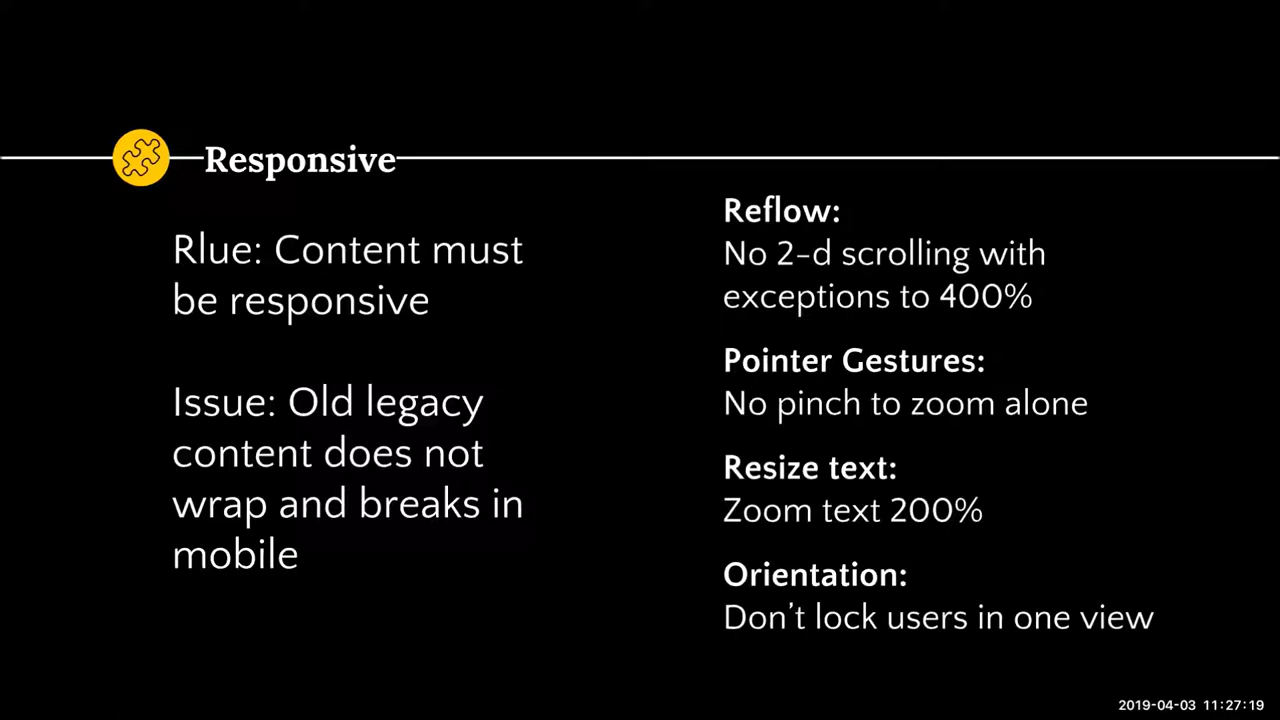 Responsive
Rlue: Content must
be responsive
Issue: Old legacy
content does not
wrap and breaks in
mobile
Reflow:
No 2-d scrolling with
exceptions to 400%
Pointer Gestures:
No pinch to zoom alone
Resize text:
Zoom text 200%
Orientation:
Don’t lock users in one view
2019-04-03 11:27:19